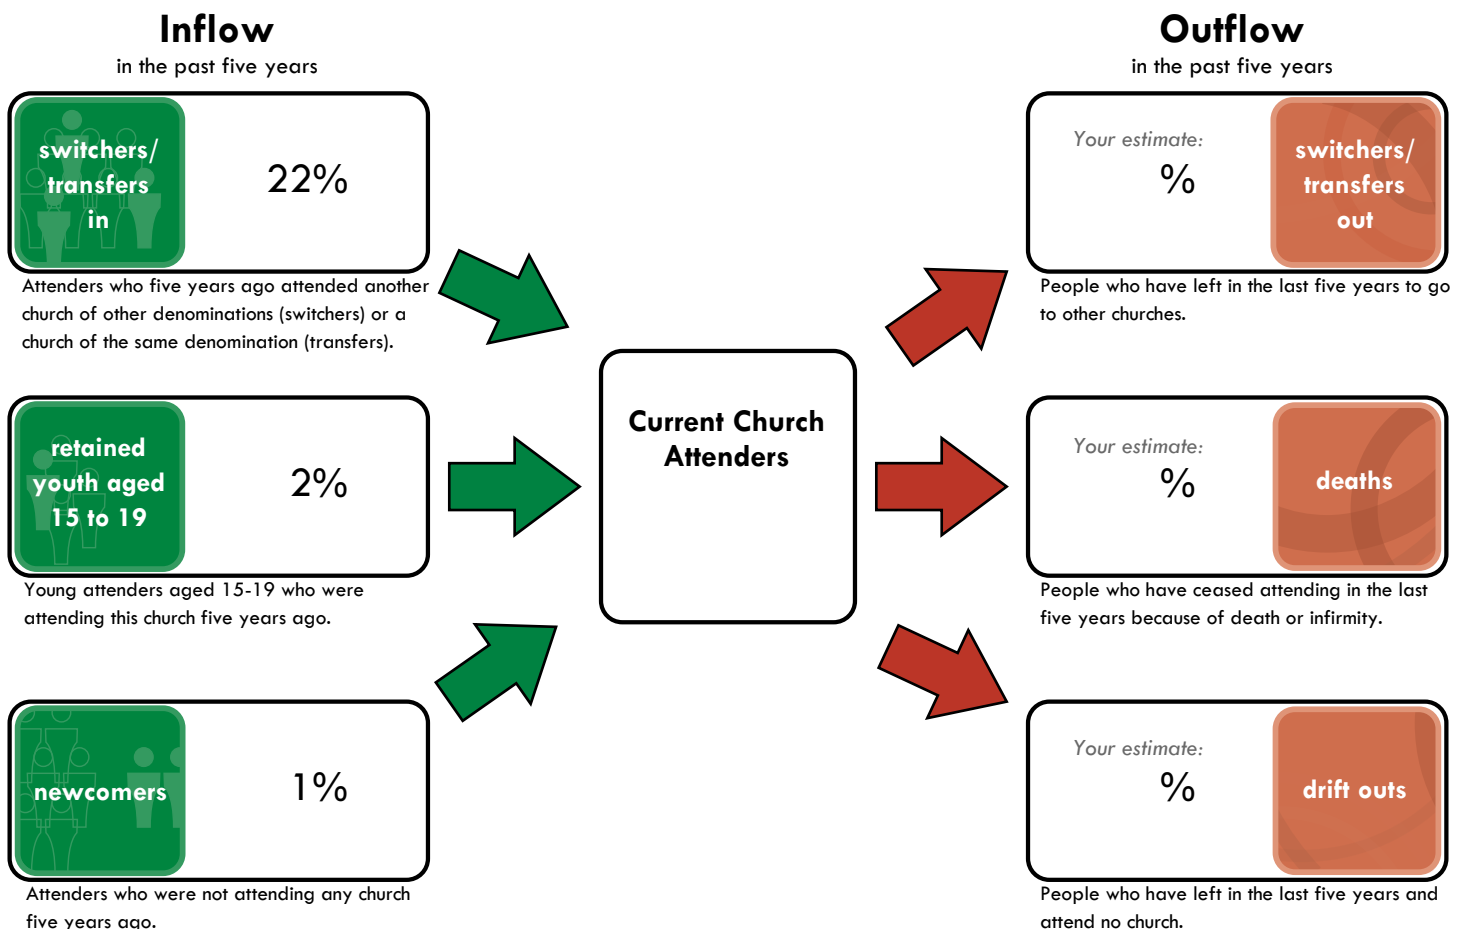 Inflow
in the past five years
switchers/
transfers
in
22%
Attenders who five years ago attended another
church of other denominations (switchers) or a
church of the same denomination (transfers).
retained
youth aged
15 to 19
2%
Young attenders aged 15-19 who were
attending this church five years ago.
newcomers
1%
Attenders who were not attending any church
five years ago.
Current Church
Attenders
Outflow
in the past five years
Your estimate:
%
switchers/
transfers
out
People who have left in the last five years to go
to other churches.
Your estimate:
%
deaths
People who have ceased attending in the last
five years because of death or infirmity.
Your estimate:
%
drift outs
People who have left in the last five years and
attend no church.